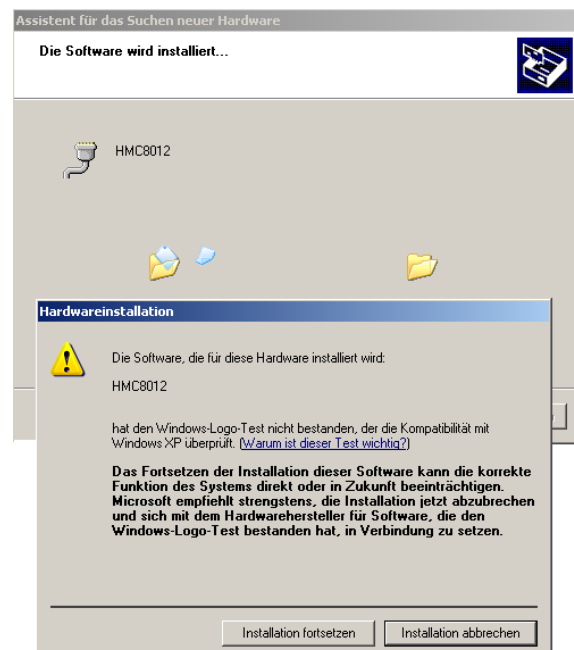 Assistent für das Suchen neuer Hardware
Die Software wird installiert...
HMC8012
Hardwareinstallation
Die Software, die für diese Hardware installiert wird:
HMC8012
hat den Windows-Logo-Test nicht bestanden, der die Kompatibilität mit
Windows XP überprüft. (Warum ist dieser Test wichtig?)
Das Fortsetzen der Installation dieser Software kann die korrekte
Funktion des Systems direkt oder in Zukunft beeinträchtigen.
Microsoft empfiehlt strengstens, die Installation jetzt abzubrechen
und sich mit dem Hardwarehersteller für Software, die den
Windows-Logo-Test bestanden hat, in Verbindung zu setzen.
Installation fortsetzen
Installation abbrechen